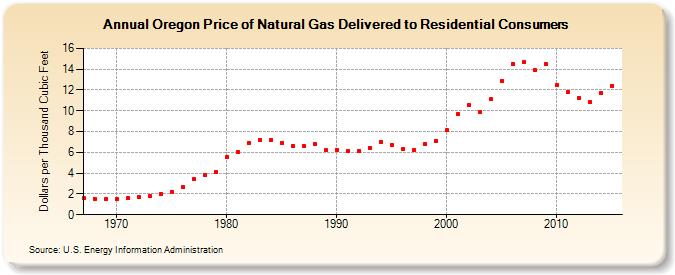 Annual Oregon Price of Natural Gas Delivered to Residential Consumers
Dollars per Thousand Cubic Feet
16
14
12
10
8
6
4
2
0
1970 1980 1990 2000 2010
Source: U.S. Energy Information Administration